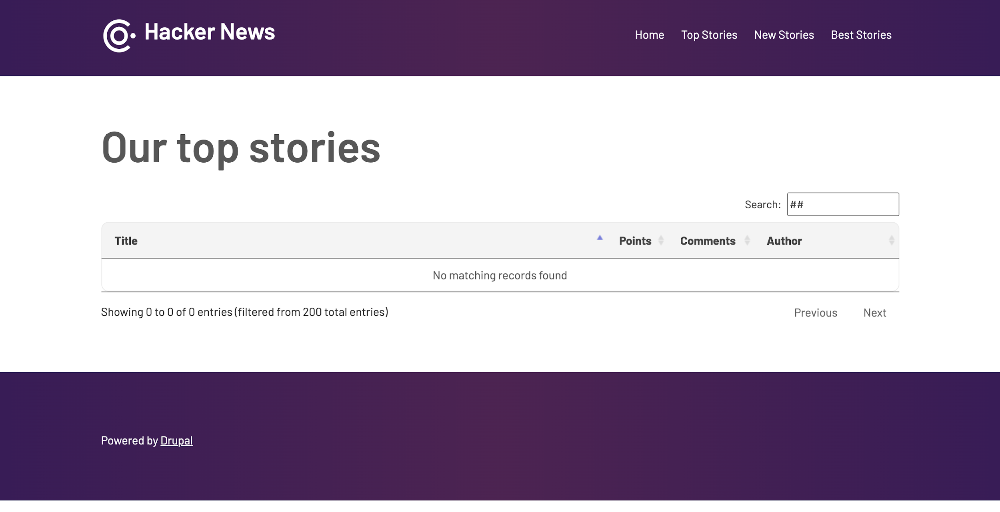 Hacker News
Home Top Stories New Stories Best Stories
Our top stories
Search: ##
Title Points Comments Author
No matching records found
Showing 0 to 0 of 0 entries (filtered from 200 total entries)
Previous Next
Powered by Drupal